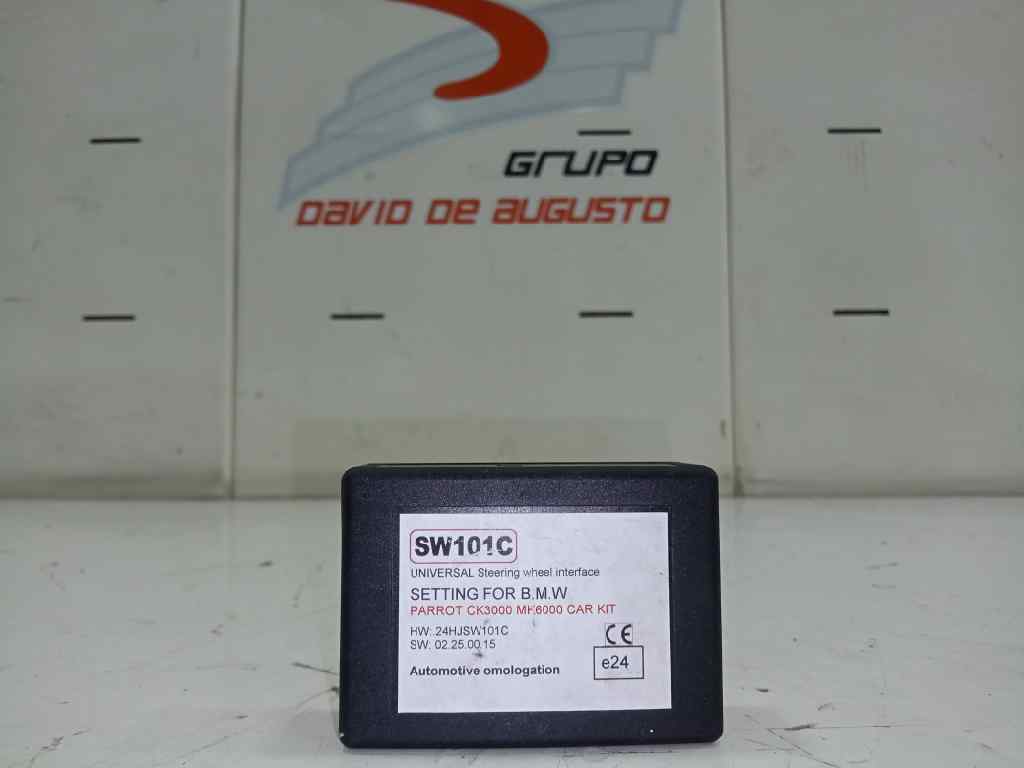 GRUPO
DAVID DE AUGUSTO
SW101C
UNIVERSAL Steering wheel interface
SETTING FOR B.M.W
PARROT CK3000 MK6000 CAR KIT
HW: 24HJSW101C
SW: 02.25.00.15
CE
e24
Automotive omologation